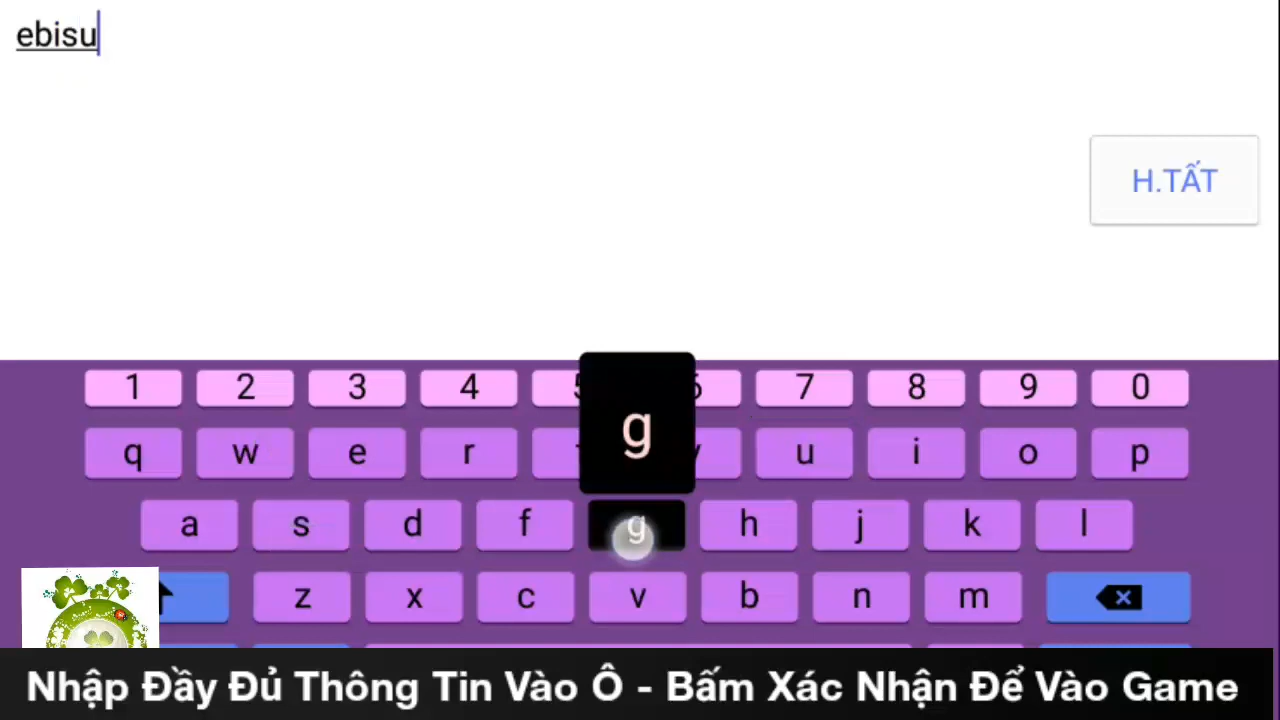 ebisu
H.TẤT
g
1 2 3 4 5 6 7 8 9 0
q w e r u i o p
a s d f g h j k l
z x c v b n m
Nhập Đầy Đủ Thông Tin Vào Ô - Bấm Xác Nhận Để Vào Game